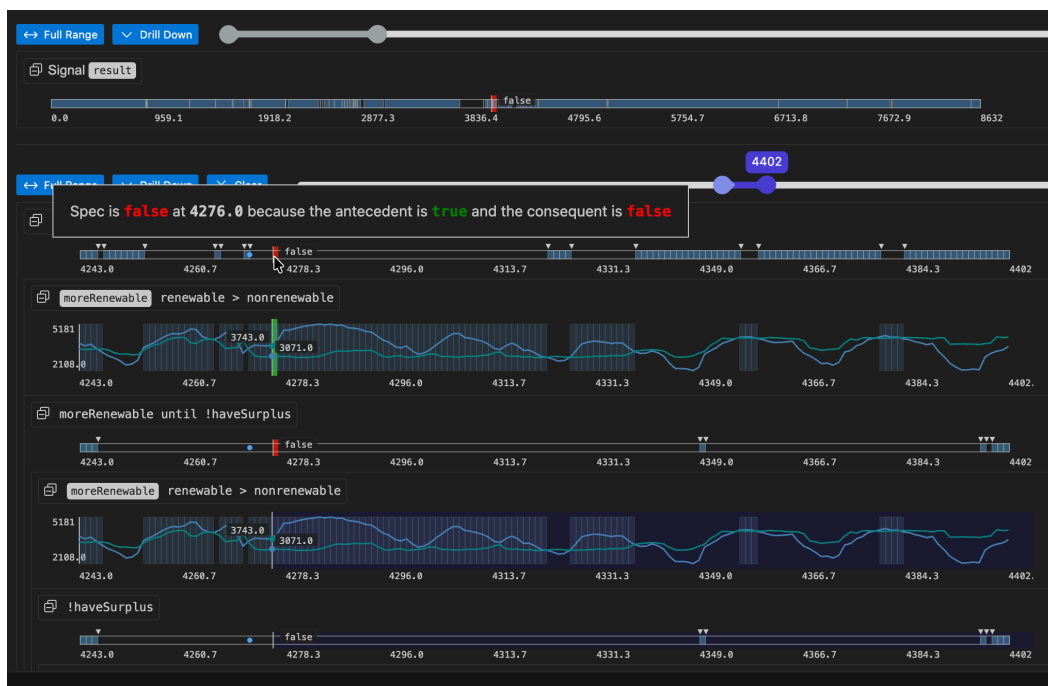 Full Range Drill Down
Signal result
false
0.0 959.1 1918.2 2877.3 3836.4 4795.6 5754.7 6713.8 7672.9 8632
4402
Full Range Drill Down Clear
Spec is false at 4276.0 because the antecedent is true and the consequent is false
false
4243.0 4260.7 4278.3 4296.0 4313.7 4331.3 4349.0 4366.7 4384.3 4402
moreRenewable renewable > nonrenewable
5181
3743.0
3071.0
2108.0
4243.0 4260.7 4278.3 4296.0 4313.7 4331.3 4349.0 4366.7 4384.3 4402.
moreRenewable until !haveSurplus
false
4243.0 4260.7 4278.3 4296.0 4313.7 4331.3 4349.0 4366.7 4384.3 4402
moreRenewable renewable > nonrenewable
5181
3743.0
3071.0
2108.0
4243.0 4260.7 4278.3 4296.0 4313.7 4331.3 4349.0 4366.7 4384.3 4402.
!haveSurplus
false
4243.0 4260.7 4278.3 4296.0 4313.7 4331.3 4349.0 4366.7 4384.3 4402